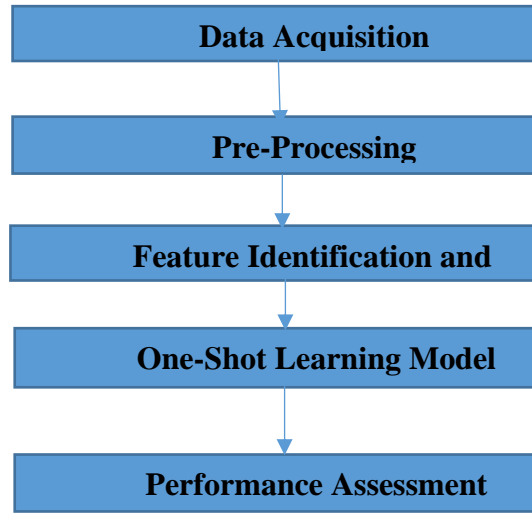 Data Acquisition
Pre-Processing
Feature Identification and
One-Shot Learning Model
Performance Assessment